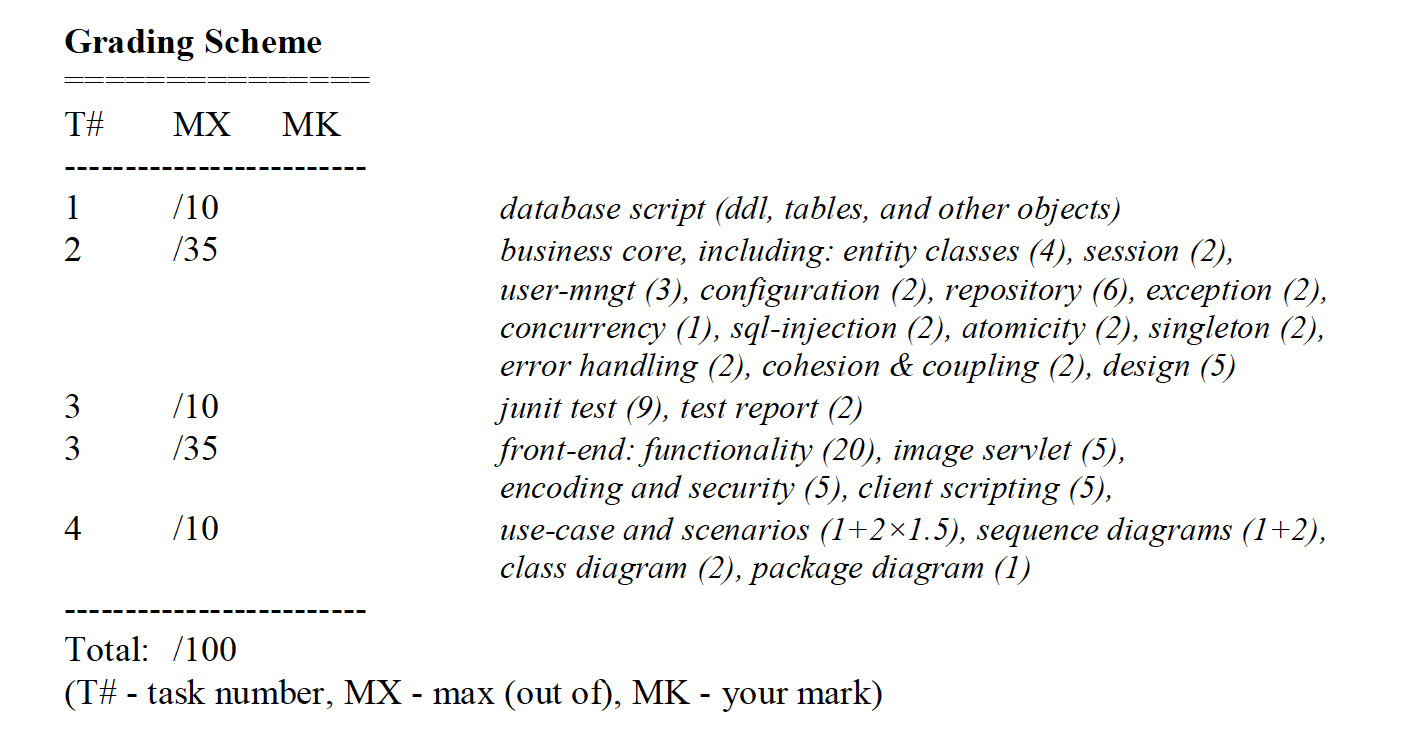 Grading Scheme
===============
T# MX MK
-------------------------
1 /10 database script (ddl, tables, and other objects)
2 /35 business core, including: entity classes (4), session (2),
user-mngt (3), configuration (2), repository (6), exception (2),
concurrency (1), sql-injection (2), atomicity (2), singleton (2),
error handling (2), cohesion & coupling (2), design (5)
3 /10 junit test (9), test report (2)
3 /35 front-end: functionality (20), image servlet (5),
encoding and security (5), client scripting (5),
4 /10 use-case and scenarios (1+2×1.5), sequence diagrams (1+2),
class diagram (2), package diagram (1)
-------------------------
Total: /100
(T# - task number, MX - max (out of), MK - your mark)